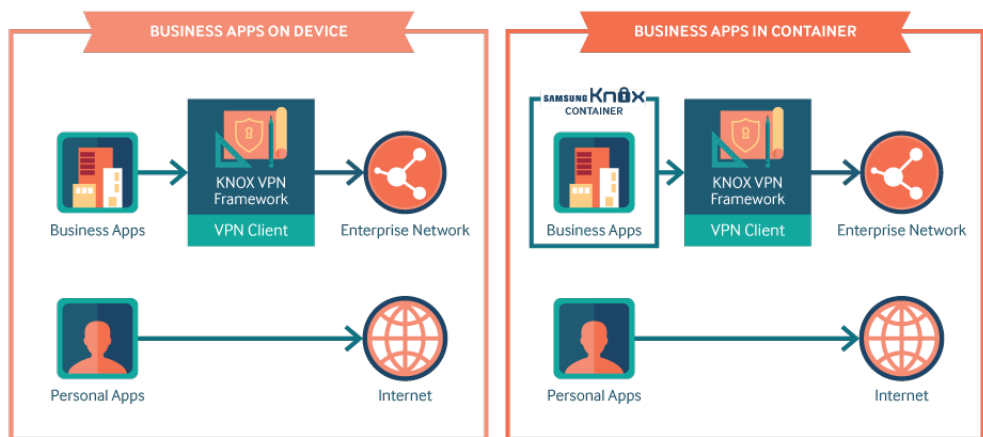 BUSINESS APPS ON DEVICE
KNOX VPN
Framework
VPN Client
Business Apps
Enterprise Network
Personal Apps
Internet
BUSINESS APPS IN CONTAINER
SAMSUNG Knox
CONTAINER
KNOX VPN
Framework
VPN Client
Business Apps
Enterprise Network
Personal Apps
Internet